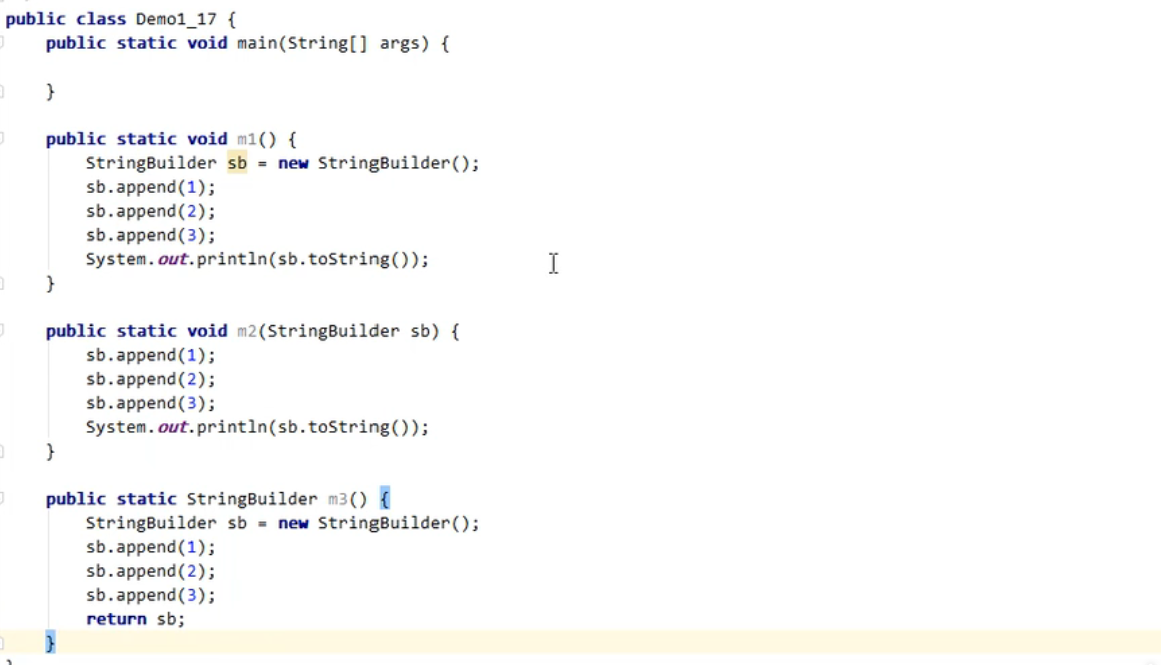 public class Demo1_17 {
    public static void main(String[] args) {
    }
    public static void m1() {
        StringBuilder sb = new StringBuilder();
        sb.append(1);
        sb.append(2);
        sb.append(3);
        System.out.println(sb.toString());
    }
    public static void m2(StringBuilder sb) {
        sb.append(1);
        sb.append(2);
        sb.append(3);
        System.out.println(sb.toString());
    }
    public static StringBuilder m3() {
        StringBuilder sb = new StringBuilder();
        sb.append(1);
        sb.append(2);
        sb.append(3);
        return sb;
    }
}